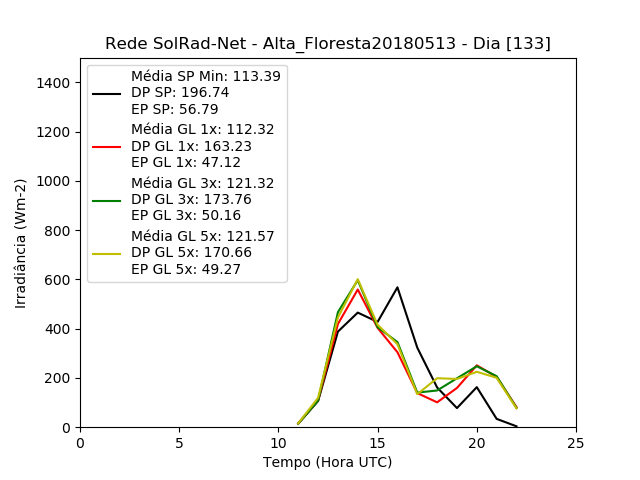 Rede SolRad-Net - Alta_Floresta20180513 - Dia [133]
Média SP Min: 113.39
DP SP: 196.74
EP SP: 56.79
Média GL 1x: 112.32
DP GL 1x: 163.23
EP GL 1x: 47.12
Média GL 3x: 121.32
DP GL 3x: 173.76
EP GL 3x: 50.16
Média GL 5x: 121.57
DP GL 5x: 170.66
EP GL 5x: 49.27
Irradiância (Wm-2)
1400
1200
1000
800
600
400
200
0
0 5 10 15 20 25
Tempo (Hora UTC)